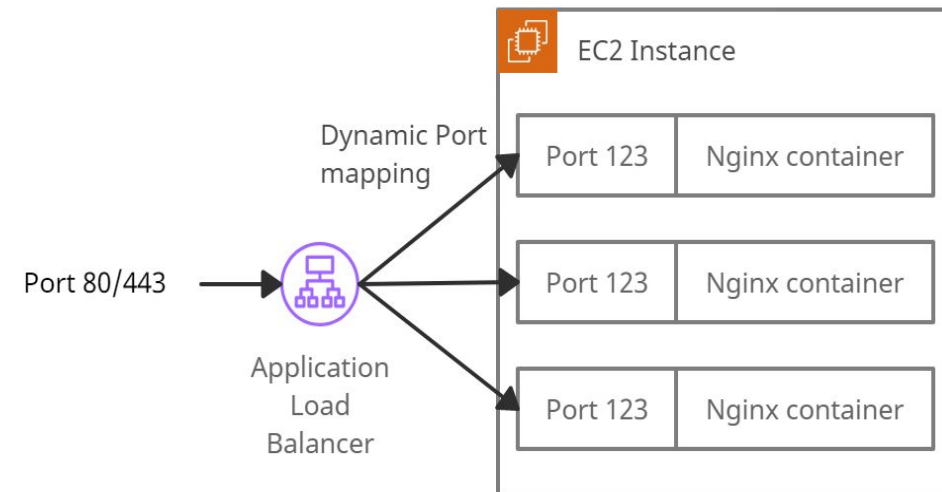 EC2 Instance
Dynamic Port
mapping
Port 123
Nginx container
Port 80/443
Port 123
Nginx container
Application
Load
Balancer
Port 123
Nginx container